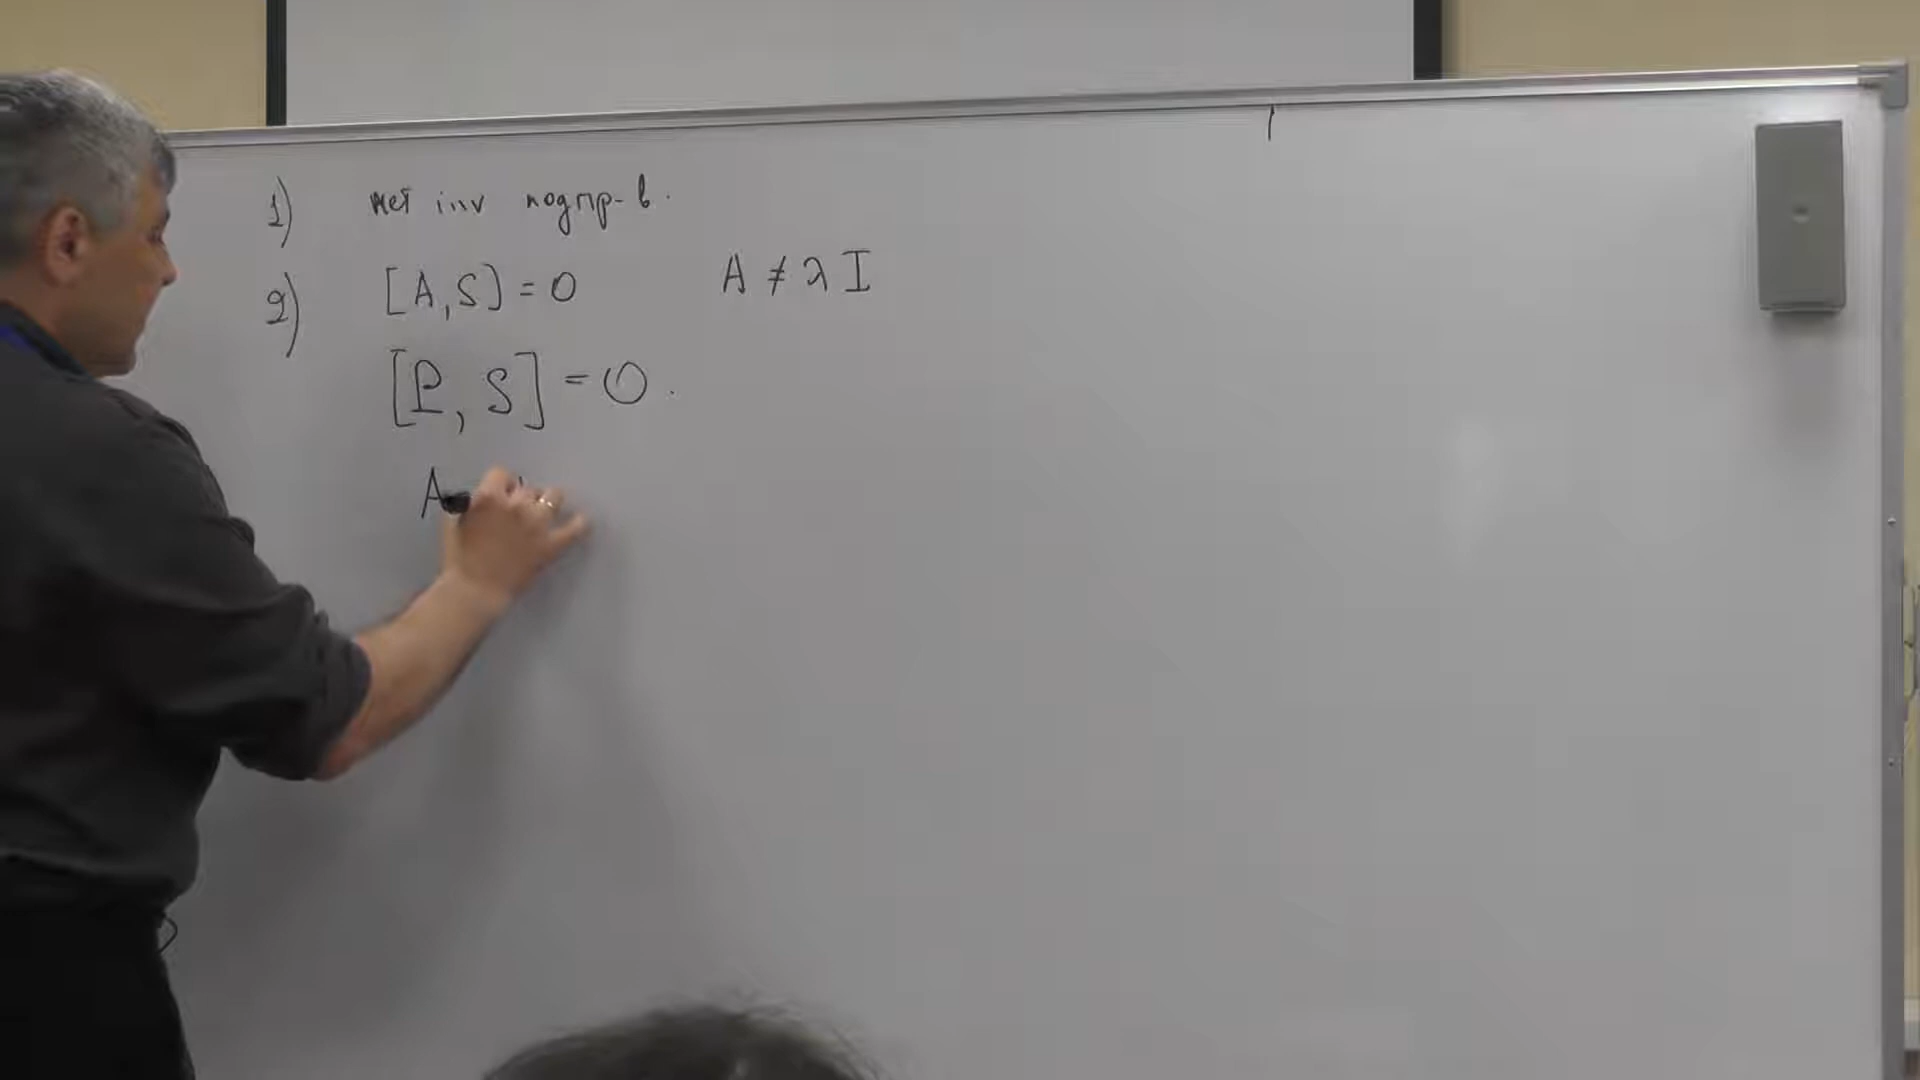 1) нет inv подпр-в.
2) [A, S] = 0 A ≠ λ I
[P, S] = 0.
A